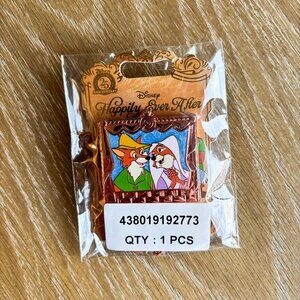 Disney
Happily Ever After
438019192773
QTY : 1 PCS